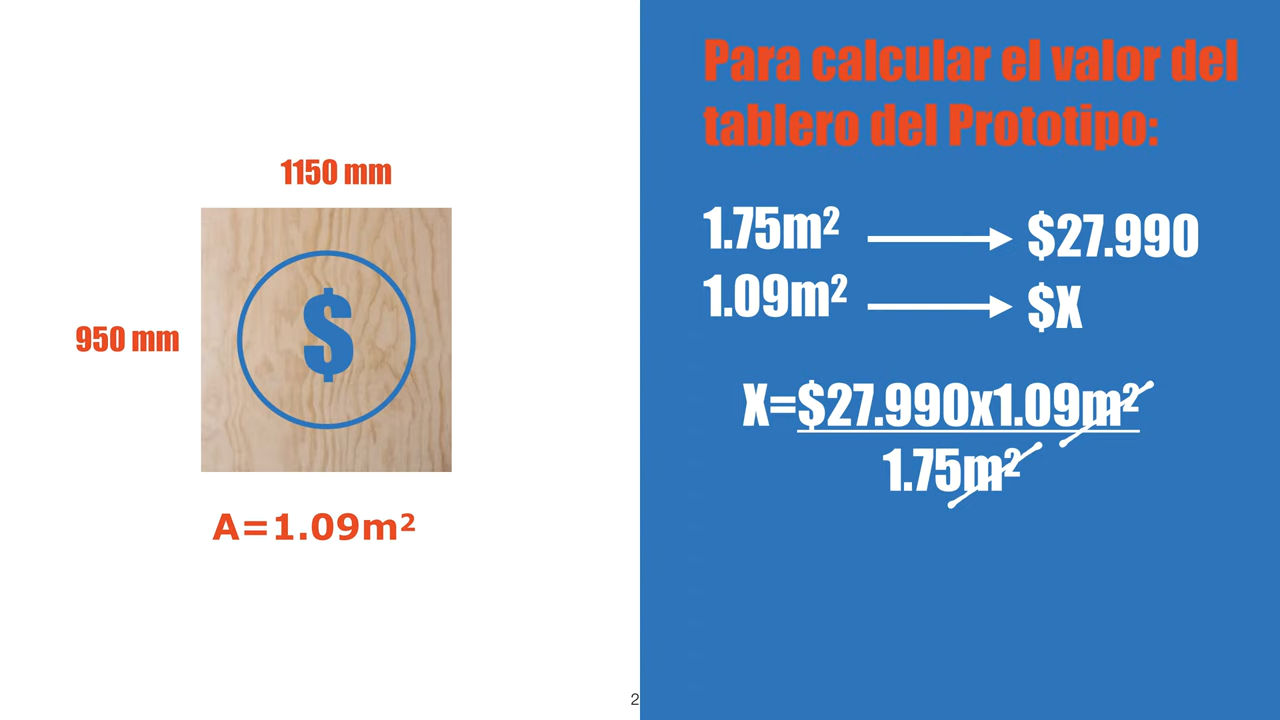 1150 mm
950 mm
$
A=1.09m²
Para calcular el valor del
tablero del Prototipo:
1.75m² $27.990
1.09m² $X
X=$27.990x1.09m²
1.75m²
2